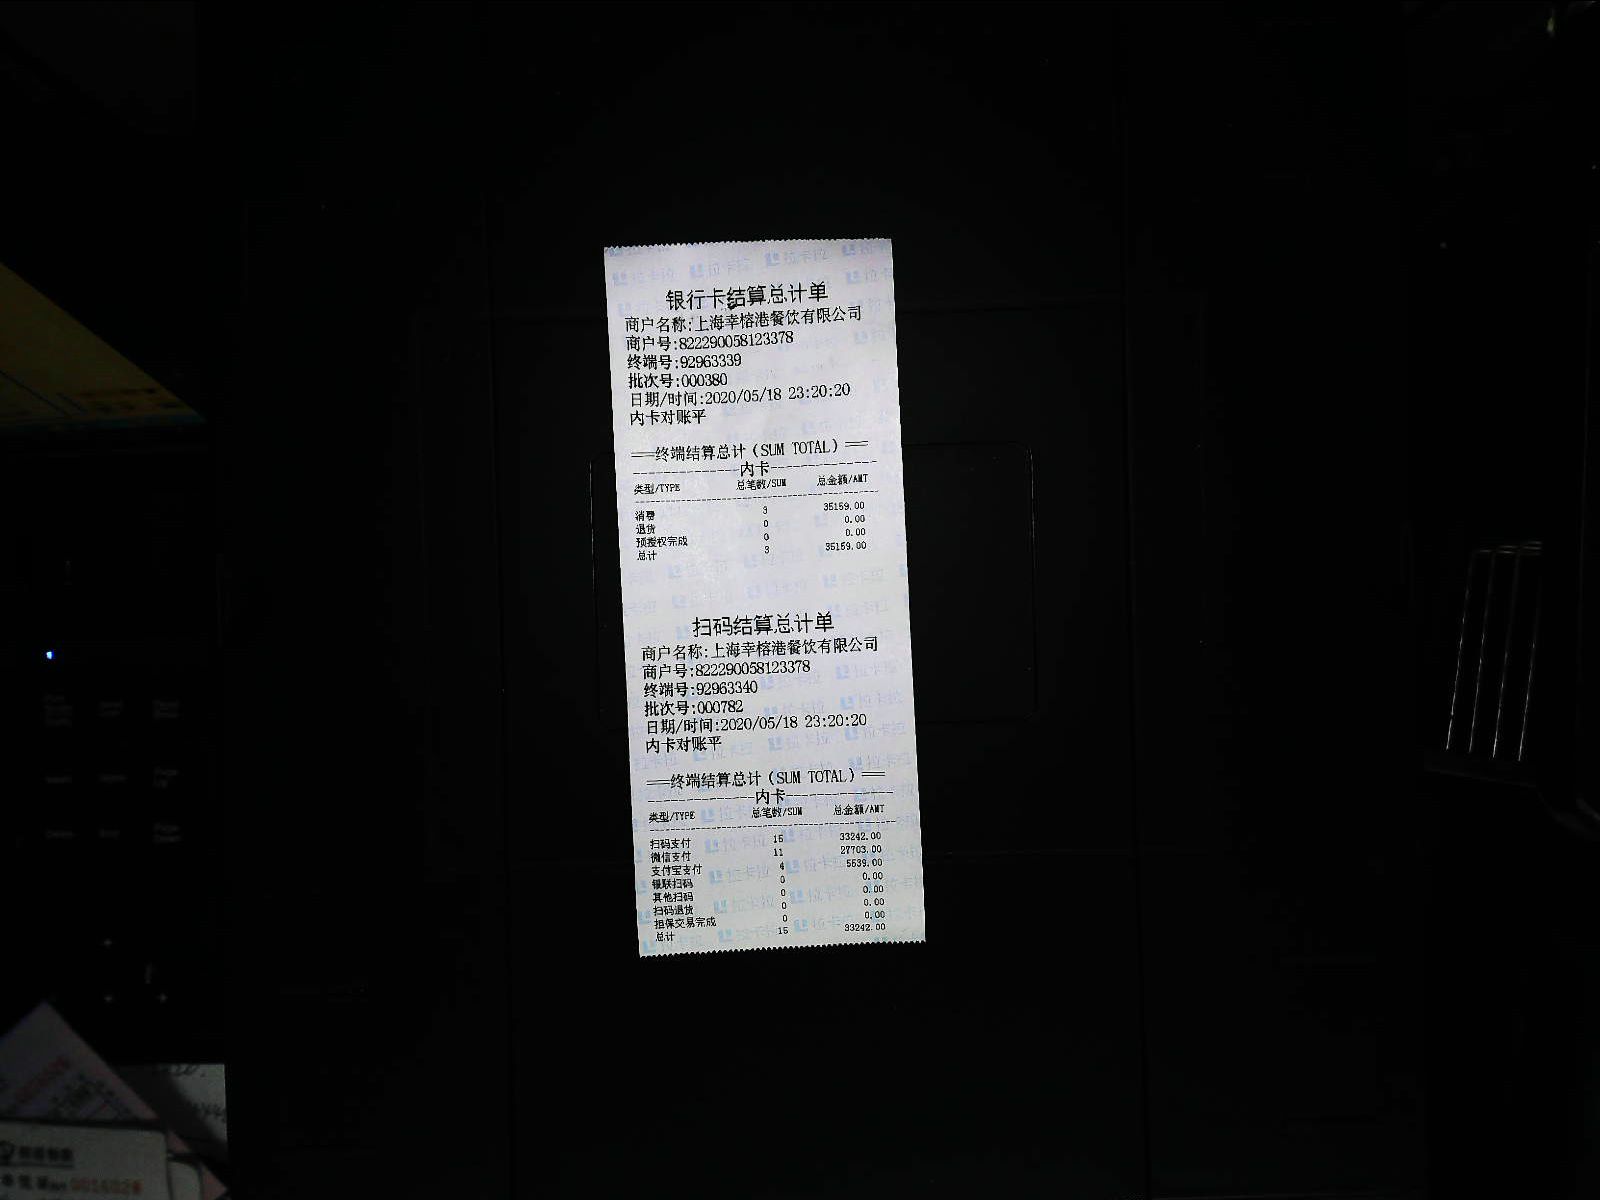 银行卡结算总计单
商户名称:上海幸榕港餐饮有限公司
商户号:822290058123378
终端号:92963339
批次号:000380
日期/时间:2020/05/18 23:20:20
内卡对账平
===终端结算总计(SUM TOTAL)===
----------------内卡----------------
类型/TYPE 总笔数/SUM 总金额/AMT
消费 3 35159.00
退货 0 0.00
预授权完成 0 0.00
总计 3 35159.00
扫码结算总计单
商户名称:上海幸榕港餐饮有限公司
商户号:822290058123378
终端号:92963340
批次号:000782
日期/时间:2020/05/18 23:20:20
内卡对账平
===终端结算总计(SUM TOTAL)===
----------------内卡----------------
类型/TYPE 总笔数/SUM 总金额/AMT
扫码支付 15 33242.00
微信支付 11 27703.00
支付宝支付 4 5539.00
银联扫码 0 0.00
其他扫码 0 0.00
扫码退货 0 0.00
担保交易完成 0 0.00
总计 15 33242.00